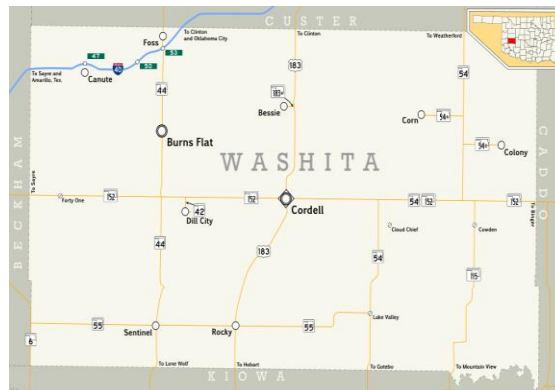 CUSTER
Foss
53
To Clinton
and Oklahoma City
To Clinton
To Weatherford
47
40
50
To Sayre and
Amarillo, Tex.
Canute
183
54
44
Bessie
Corn
54
Colony
Burns Flat
WASHITA
BECKHAM
CADDO
To Sayre
Forty One
152
152
54
152
152
42
Dill City
Cordell
Cloud Chief
Cowden
To Binger
44
183
54
115
Lake Valley
6
55
Sentinel
Rocky
55
To Lone Wolf
To Hobart
To Gotebo
To Mountain View
KIOWA